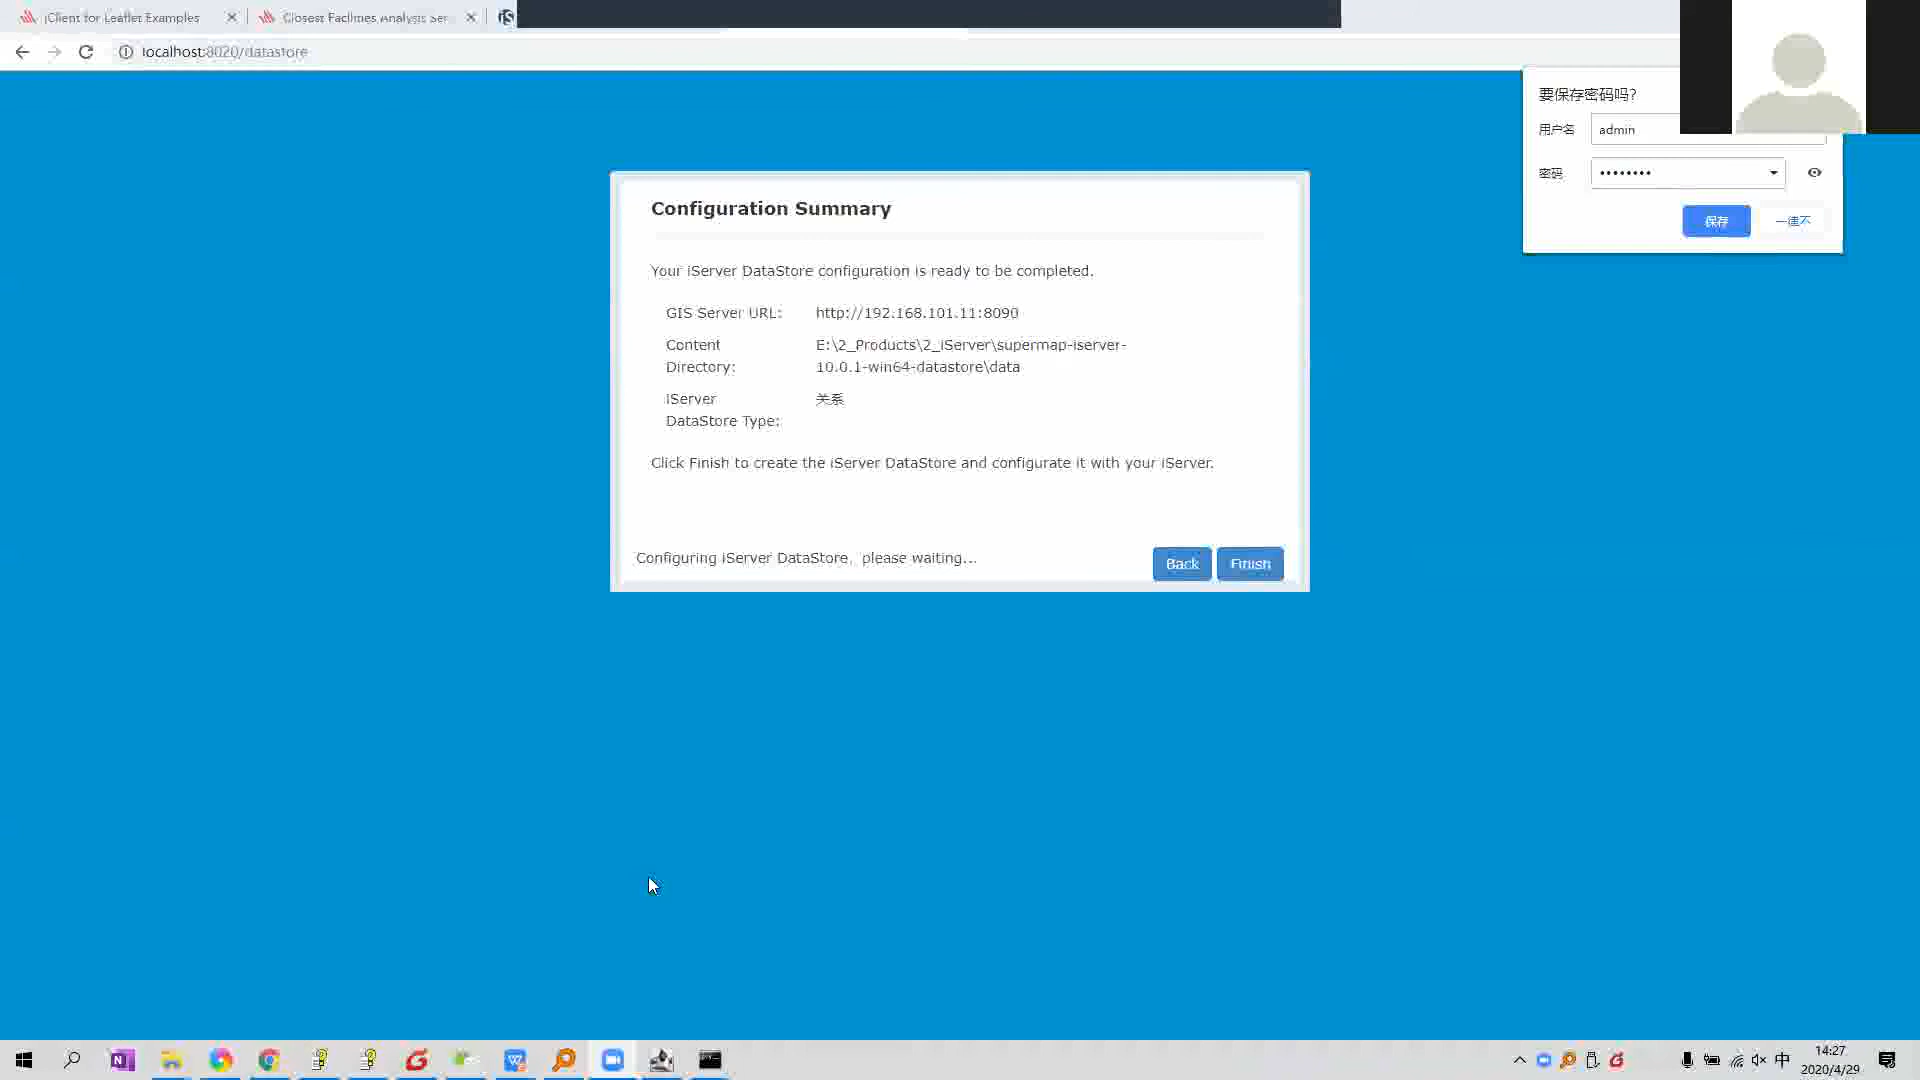 iClient for Leaflet Examples
Closest Facilities Analysis Ser
localhost:8020/datastore
要保存密码吗?
用户名 admin
密码 ••••••••
保存 一律不
Configuration Summary
Your iServer DataStore configuration is ready to be completed.
GIS Server URL: http://192.168.101.11:8090
Content E:\2_Products\2_iServer\supermap-iserver-
Directory: 10.0.1-win64-datastore\data
iServer 关系
DataStore Type:
Click Finish to create the iServer DataStore and configurate it with your iServer.
Configuring iServer DataStore, please waiting...
Back Finish
中
14:27
2020/4/29